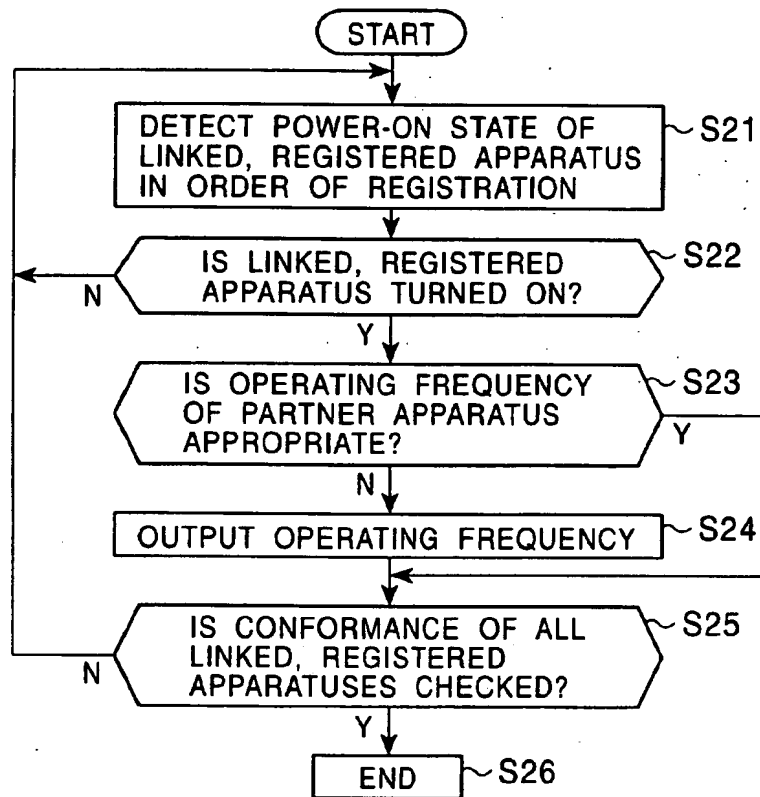 START
DETECT POWER-ON STATE OF
LINKED, REGISTERED APPARATUS
IN ORDER OF REGISTRATION
S21
IS LINKED, REGISTERED
APPARATUS TURNED ON?
S22
N
Y
IS OPERATING FREQUENCY
OF PARTNER APPARATUS
APPROPRIATE?
S23
Y
N
OUTPUT OPERATING FREQUENCY
S24
IS CONFORMANCE OF ALL
LINKED, REGISTERED
APPARATUSES CHECKED?
S25
N
Y
END
S26